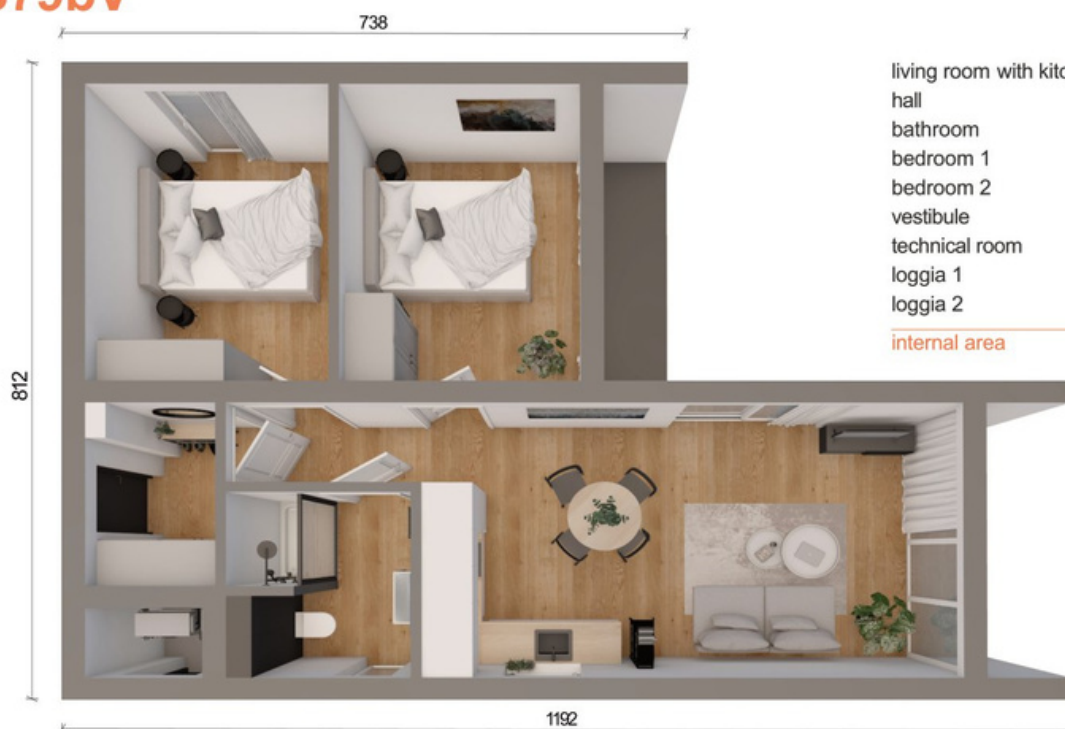 738
living room with
hall
bathroom
bedroom 1
bedroom 2
vestibule
technical room
loggia 1
loggia 2
internal area
812
1192